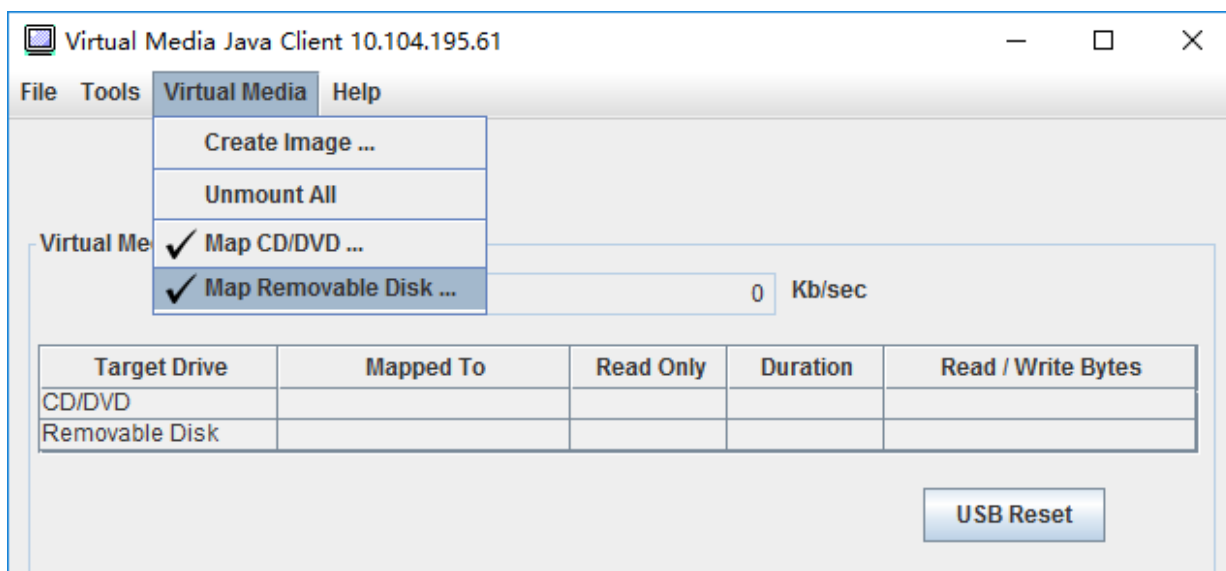 Virtual Media Java Client 10.104.195.61
File Tools Virtual Media Help
Create Image ...
Unmount All
Virtual Me
Map CD/DVD ...
Map Removable Disk ...
0 Kb/sec
Target Drive Mapped To Read Only Duration Read / Write Bytes
CD/DVD
Removable Disk
USB Reset